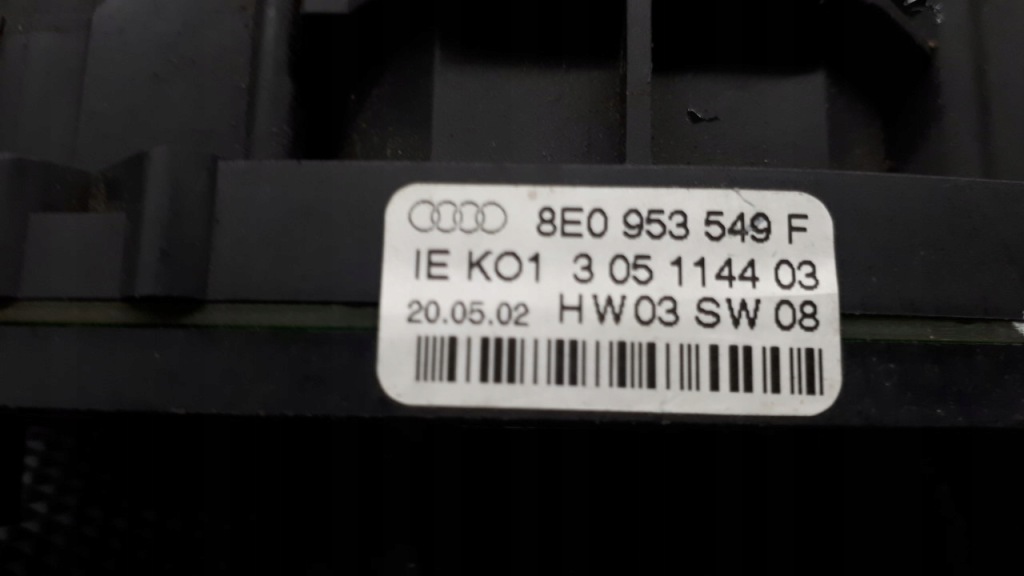 8E0 953 549 F
IE KO1 3 05 1144 03
20.05.02 HW03 SW08